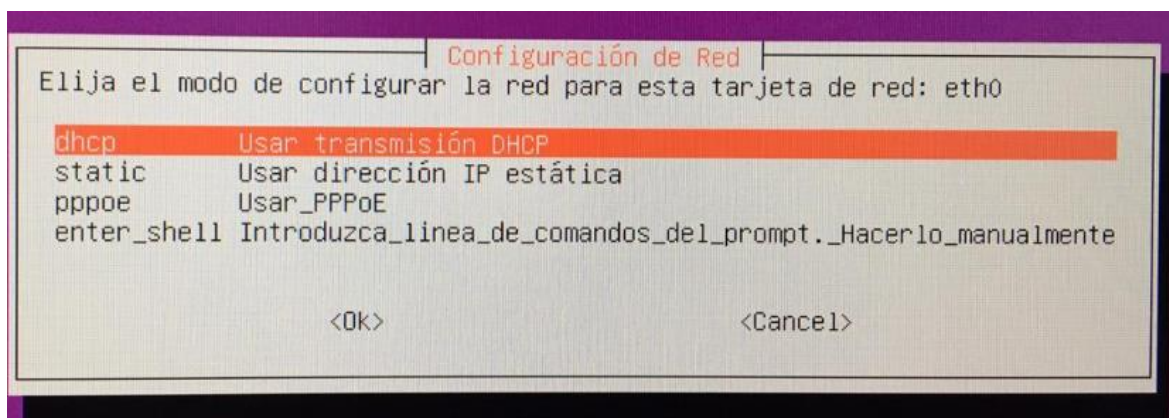 Configuración de Red
Elija el modo de configurar la red para esta tarjeta de red: eth0
dhcp Usar transmisión DHCP
static Usar dirección IP estática
pppoe Usar_PPPoE
enter_shell Introduzca_linea_de_comandos_del_prompt._Hacerlo_manualmente
<Ok> <Cancel>